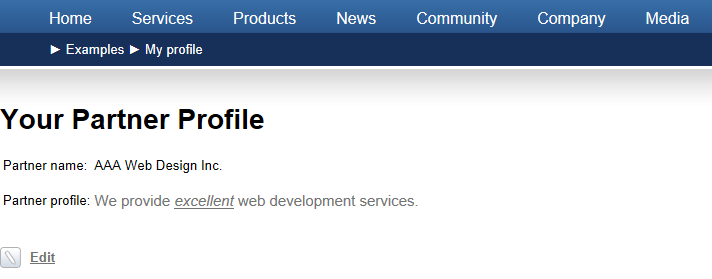 Home Services Products News Community Company Media
► Examples ► My profile
Your Partner Profile
Partner name: AAA Web Design Inc.
Partner profile: We provide excellent web development services.
Edit